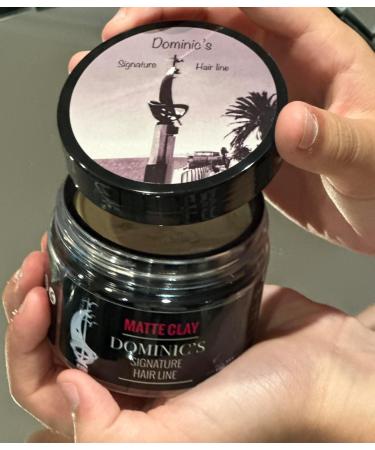 Dominic's
Signature Hair line
MATTE CLAY
DOMINIC'S
SIGNATURE
HAIR LINE